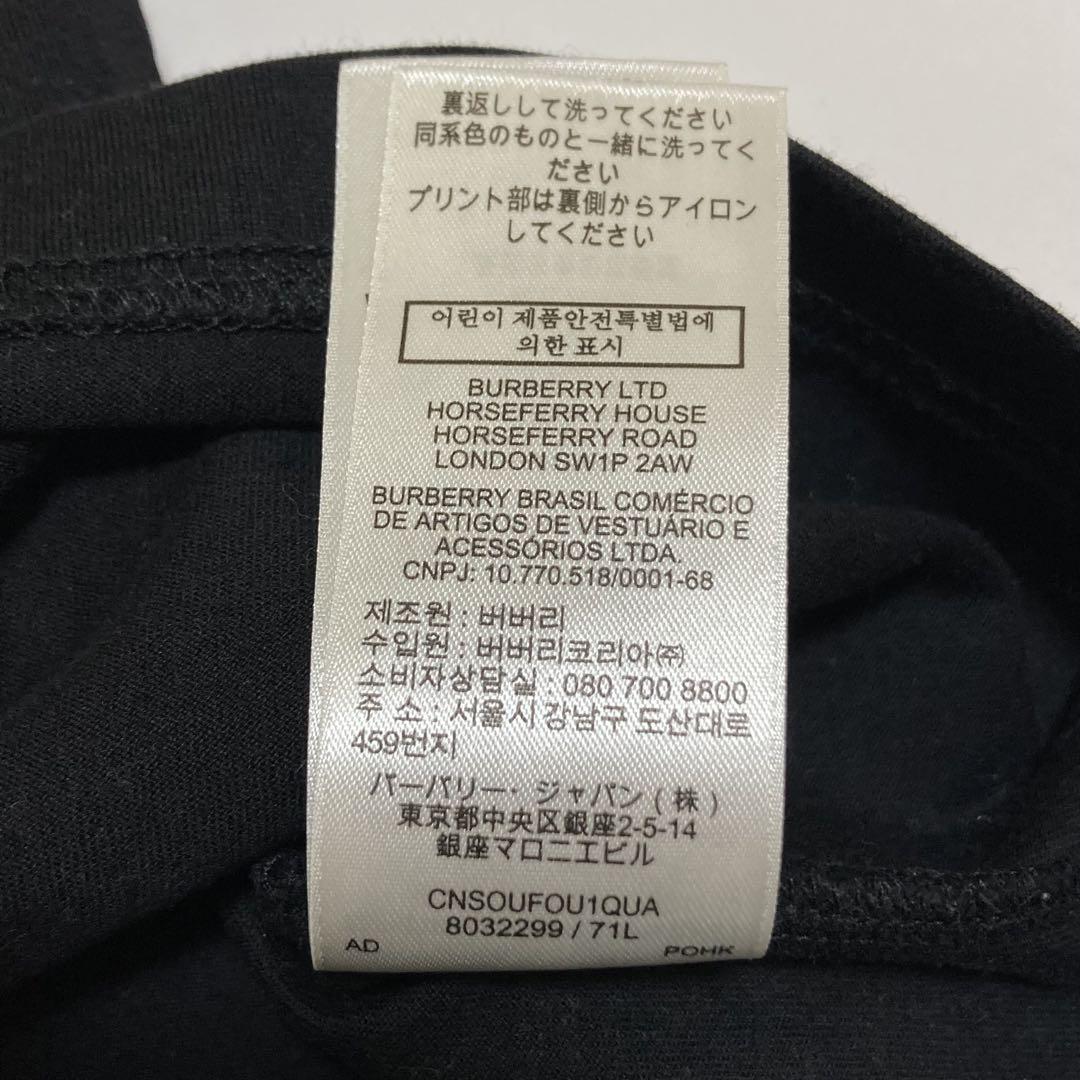 裏返しして洗ってください
同系色のものと一緒に洗ってく
ださい
プリント部は裏側からアイロン
してください
어린이 제품안전특별법에
의한 표시
BURBERRY LTD
HORSEFERRY HOUSE
HORSEFERRY ROAD
LONDON SW1P 2AW
BURBERRY BRASIL COMÉRCIO
DE ARTIGOS DE VESTUÁRIO E
ACESSÓRIOS LTDA.
CNPJ: 10.770.518/0001-68
제조원 : 버버리
수입원 : 버버리코리아㈜
소비자상담실 : 080 700 8800
주 소 : 서울시 강남구 도산대로
459번지
バーバリー・ジャパン(株)
東京都中央区銀座2-5-14
銀座マロニエビル
CNSOUFOU1QUA
8032299 / 71L
AD POHK